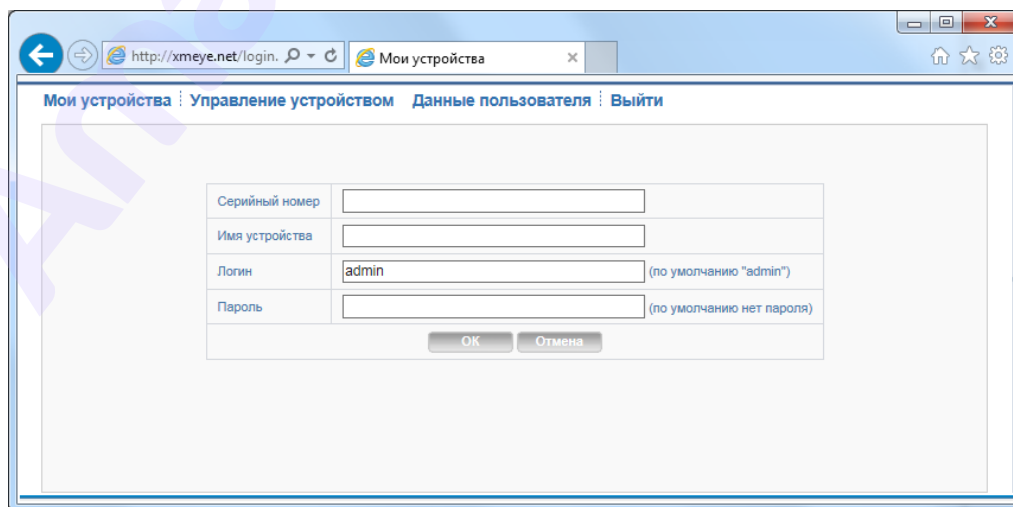 http://xmeye.net/login.
Мои устройства
Мои устройства Управление устройством Данные пользователя Выйти
Серийный номер
Имя устройства
Логин admin (по умолчанию "admin")
Пароль (по умолчанию нет пароля)
OK Отмена